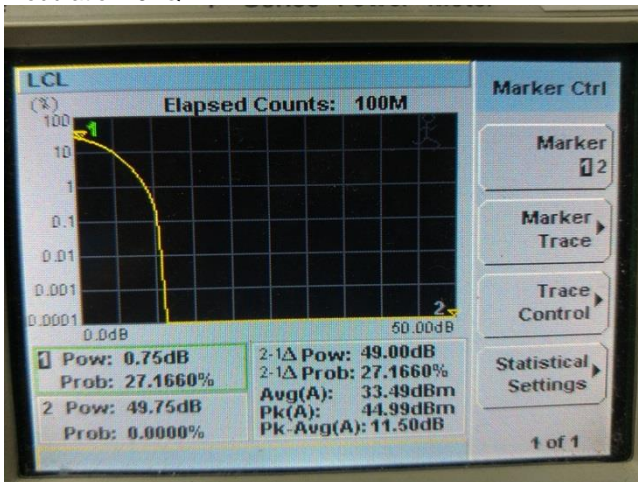 LCL
(%)
Elapsed Counts: 100M
100
1
10
1
0.1
0.01
0.001
0.0001
2
0.0dB
50.00dB
1 Pow: 0.75dB
Prob: 27.1660%
2 Pow: 49.75dB
Prob: 0.0000%
2-1Δ Pow: 49.00dB
2-1Δ Prob: 27.1660%
Avg(A): 33.49dBm
Pk(A): 44.99dBm
Pk-Avg(A): 11.50dB
Marker Ctrl
Marker
1 2
Marker
Trace
Trace
Control
Statistical
Settings
1 of 1